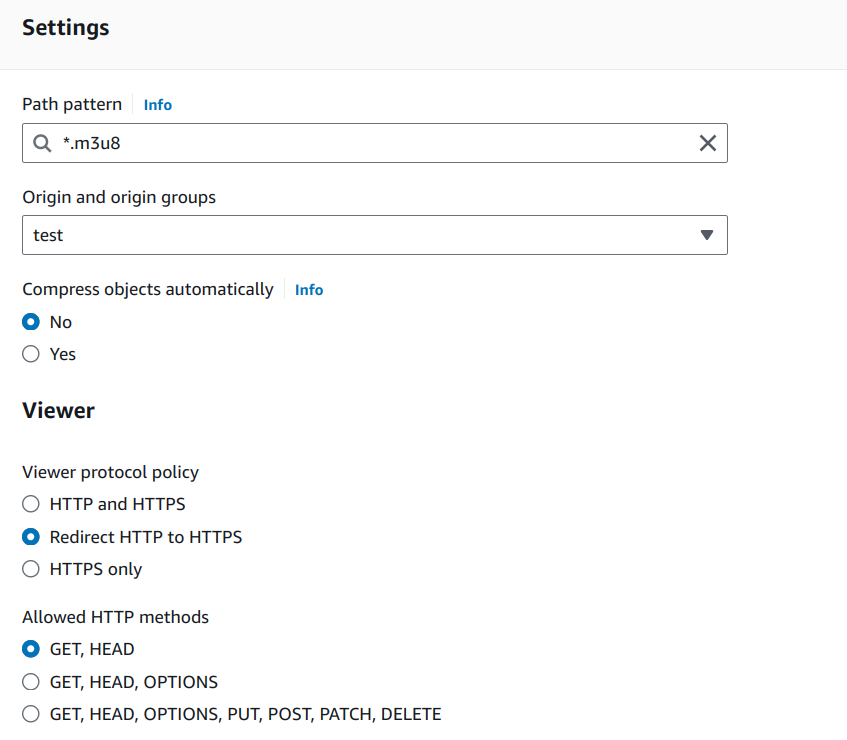 Settings
Path pattern Info
*.m3u8
Origin and origin groups
test
Compress objects automatically Info
No
Yes
Viewer
Viewer protocol policy
HTTP and HTTPS
Redirect HTTP to HTTPS
HTTPS only
Allowed HTTP methods
GET, HEAD
GET, HEAD, OPTIONS
GET, HEAD, OPTIONS, PUT, POST, PATCH, DELETE